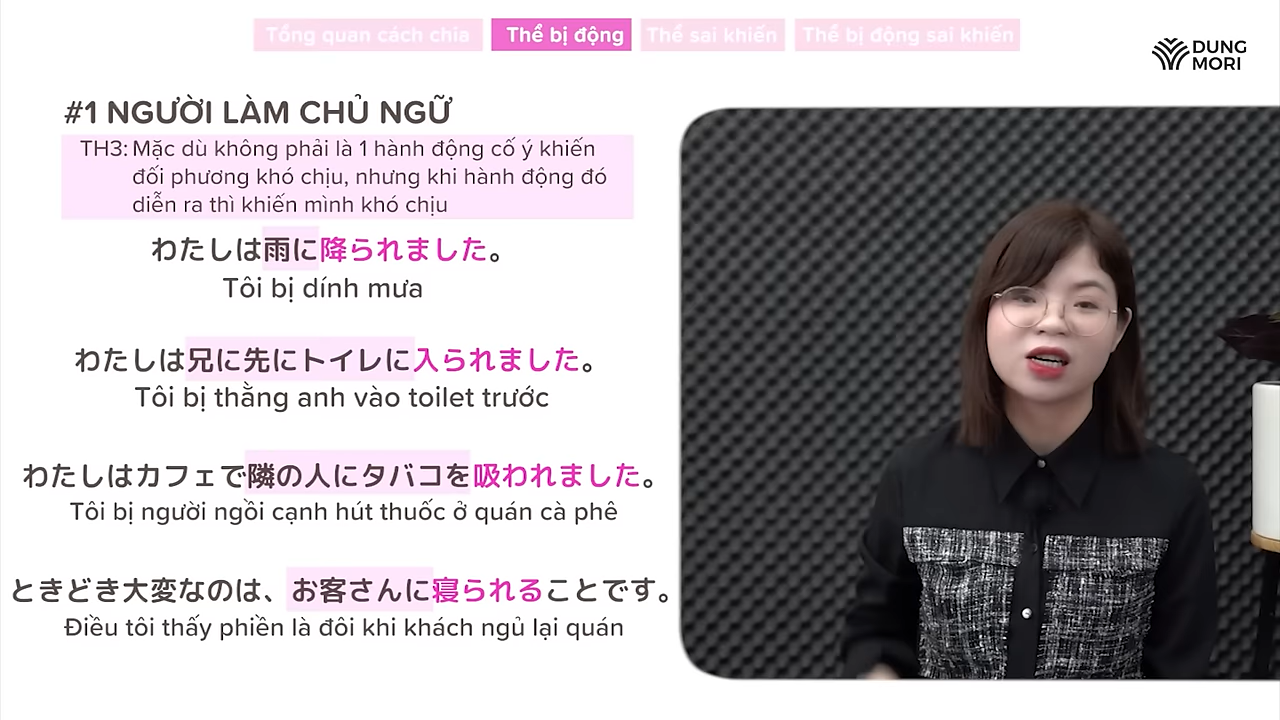 Tổng quan cách chia
Thể bị động
Thể sai khiến
Thể bị động sai khiến
DUNG
MORI
#1 NGƯỜI LÀM CHỦ NGỮ
TH3: Mặc dù không phải là 1 hành động cố ý khiến
đối phương khó chịu, nhưng khi hành động đó
diễn ra thì khiến mình khó chịu
わたしは雨に降られました。
Tôi bị dính mưa
わたしは兄に先にトイレに入られました。
Tôi bị thằng anh vào toilet trước
わたしはカフェで隣の人にタバコを吸われました。
Tôi bị người ngồi cạnh hút thuốc ở quán cà phê
ときどき大変なのは、お客さんに寝られることです。
Điều tôi thấy phiền là đôi khi khách ngủ lại quán